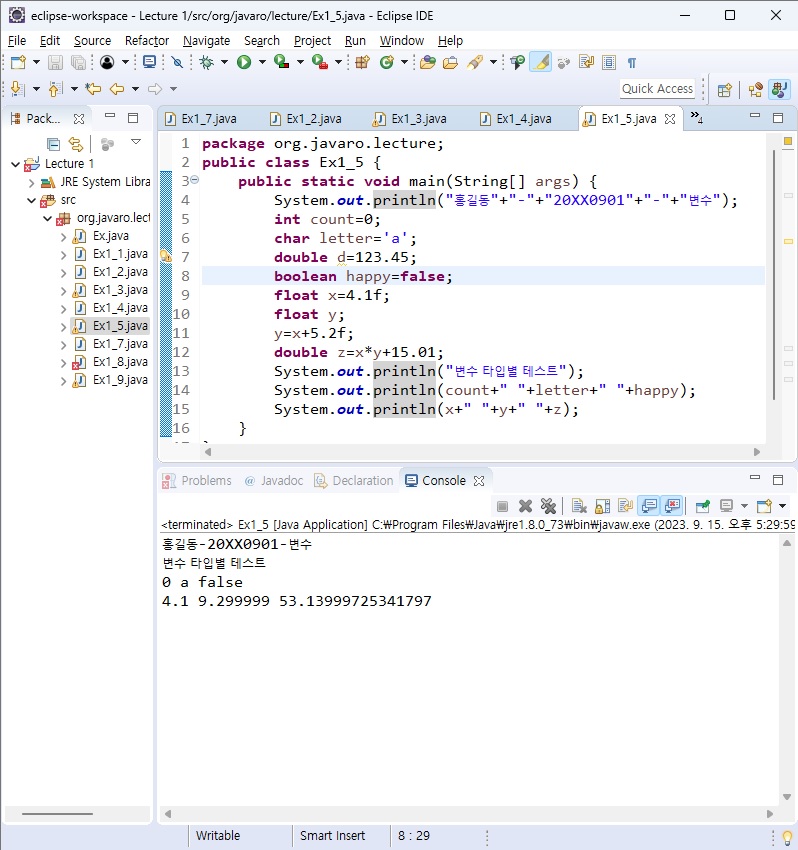 eclipse-workspace - Lecture 1/src/org/javaro/lecture/Ex1_5.java - Eclipse IDE
File Edit Source Refactor Navigate Search Project Run Window Help
Quick Access
Pack...
Lecture 1
JRE System Libra
src
org.javaro.lect
Ex.java
Ex1_1.java
Ex1_2.java
Ex1_3.java
Ex1_4.java
Ex1_5.java
Ex1_7.java
Ex1_8.java
Ex1_9.java
Ex1_7.java Ex1_2.java Ex1_3.java Ex1_4.java Ex1_5.java »4
1 package org.javaro.lecture;
2 public class Ex1_5 {
3 public static void main(String[] args) {
4 System.out.println("홍길동"+"-"+"20XX0901"+"-"+"변수");
5 int count=0;
6 char letter='a';
7 double d=123.45;
8 boolean happy=false;
9 float x=4.1f;
10 float y;
11 y=x+5.2f;
12 double z=x*y+15.01;
13 System.out.println("변수 타입별 테스트");
14 System.out.println(count+" "+letter+" "+happy);
15 System.out.println(x+" "+y+" "+z);
16 }
Problems @ Javadoc Declaration Console
<terminated> Ex1_5 [Java Application] C:₩Program Files₩Java₩jre1.8.0_73₩bin₩javaw.exe (2023. 9. 15. 오후 5:29:59
홍길동-20XX0901-변수
변수 타입별 테스트
0 a false
4.1 9.299999 53.13999725341797
Writable Smart Insert 8 : 29